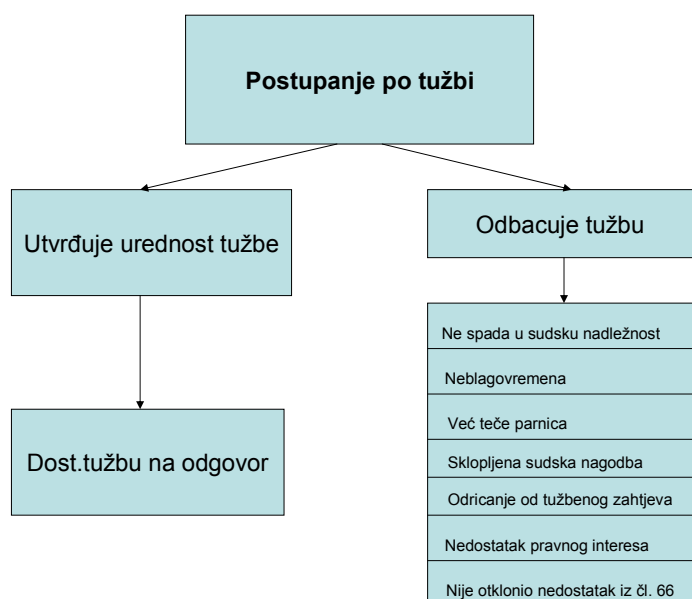 Postupanje po tužbi
Utvrđuje urednost tužbe
Odbacuje tužbu
Dost.tužbu na odgovor
Ne spada u sudsku nadležnost
Neblagovremena
Već teče parnica
Sklopljena sudska nagodba
Odricanje od tužbenog zahtjeva
Nedostatak pravnog interesa
Nije otklonio nedostatak iz čl. 66